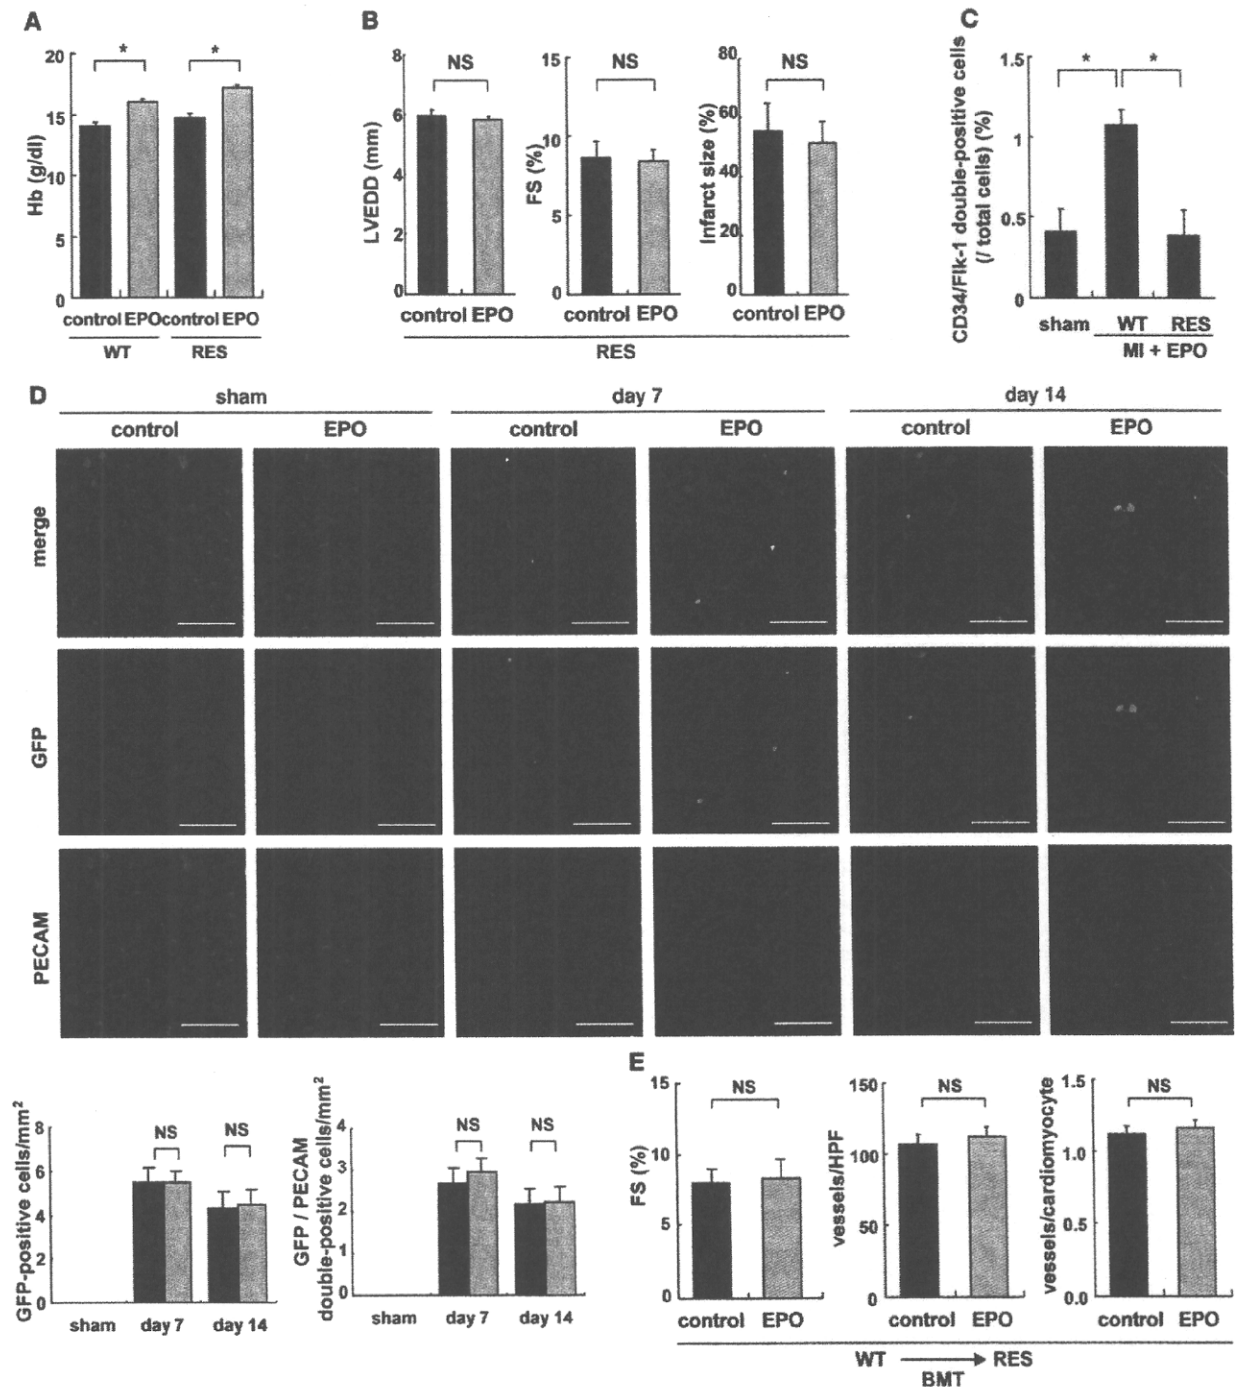 A
Hb (g/dl)
20
15
10
5
0
*
*
control EPO control EPO
WT
RES
B
LVEDD (mm)
8
6
4
2
0
NS
control EPO
FS (%)
15
10
5
0
NS
control EPO
Infarct size (%)
80
60
40
20
0
NS
control EPO
RES
C
CD34/Flk-1 double-positive cells
(/ total cells) (%)
1.5
1
0.5
0
*
*
sham
WT
RES
MI + EPO
D
sham
day 7
day 14
control
EPO
control
EPO
control
EPO
merge
GFP
PECAM
GFP-positive cells/mm²
8
6
4
2
0
NS
NS
sham
day 7
day 14
GFP / PECAM
double-positive cells/mm²
4
3
2
1
0
NS
NS
sham
day 7
day 14
E
FS (%)
15
10
5
0
NS
control
EPO
vessels/HPF
150
100
50
0
NS
control
EPO
vessels/cardiomyocyte
1.5
1.0
0.5
0.0
NS
control
EPO
WT
RES
BMT